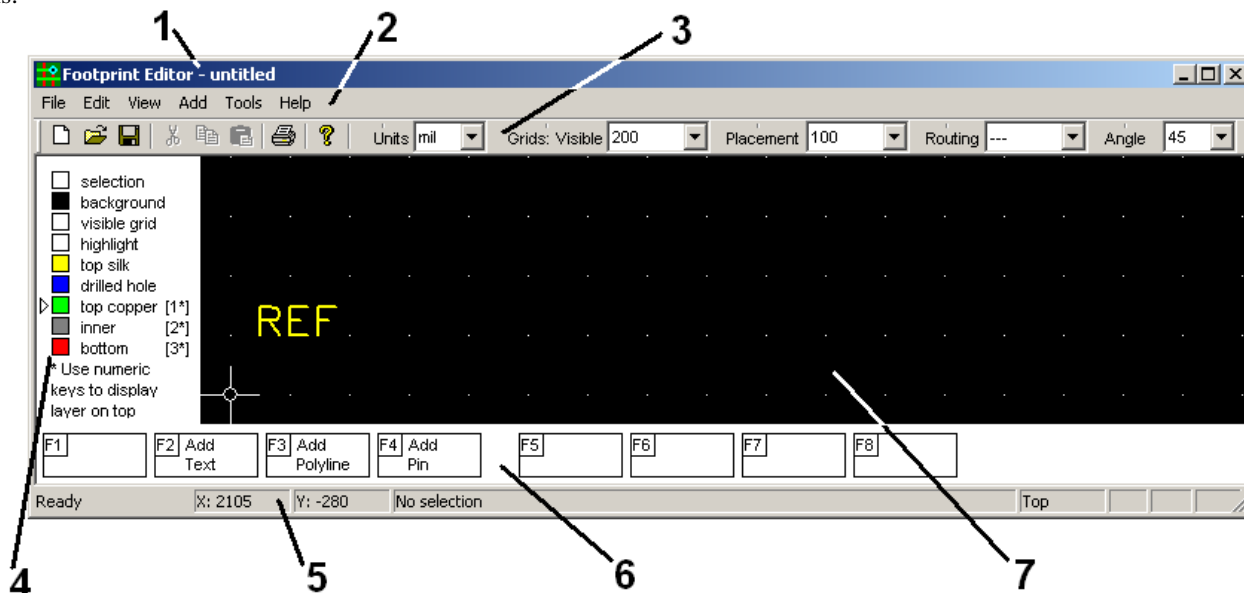 1 2 3
Footprint Editor - untitled
File Edit View Add Tools Help
Units mil Grids: Visible 200 Placement 100 Routing --- Angle 45
selection
background
visible grid
highlight
top silk
drilled hole
top copper [1*]
inner [2*]
bottom [3*]
* Use numeric
keys to display
layer on top
REF
F1 F2 Add Text F3 Add Polyline F4 Add Pin F5 F6 F7 F8
Ready X: 2105 Y: -280 No selection Top
4 5 6 7